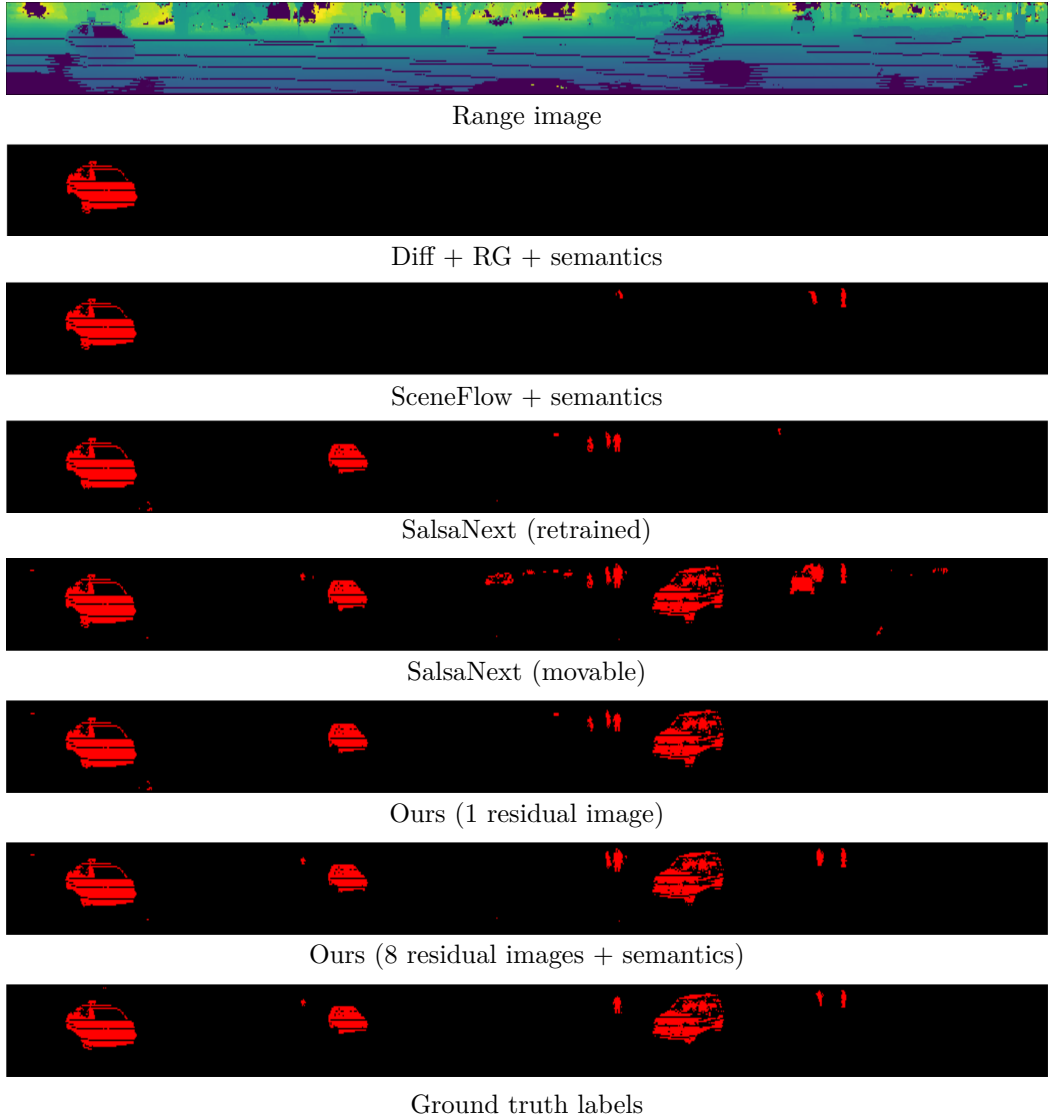 Range image
Diff + RG + semantics
SceneFlow + semantics
SalsaNext (retrained)
SalsaNext (movable)
Ours (1 residual image)
Ours (8 residual images + semantics)
Ground truth labels